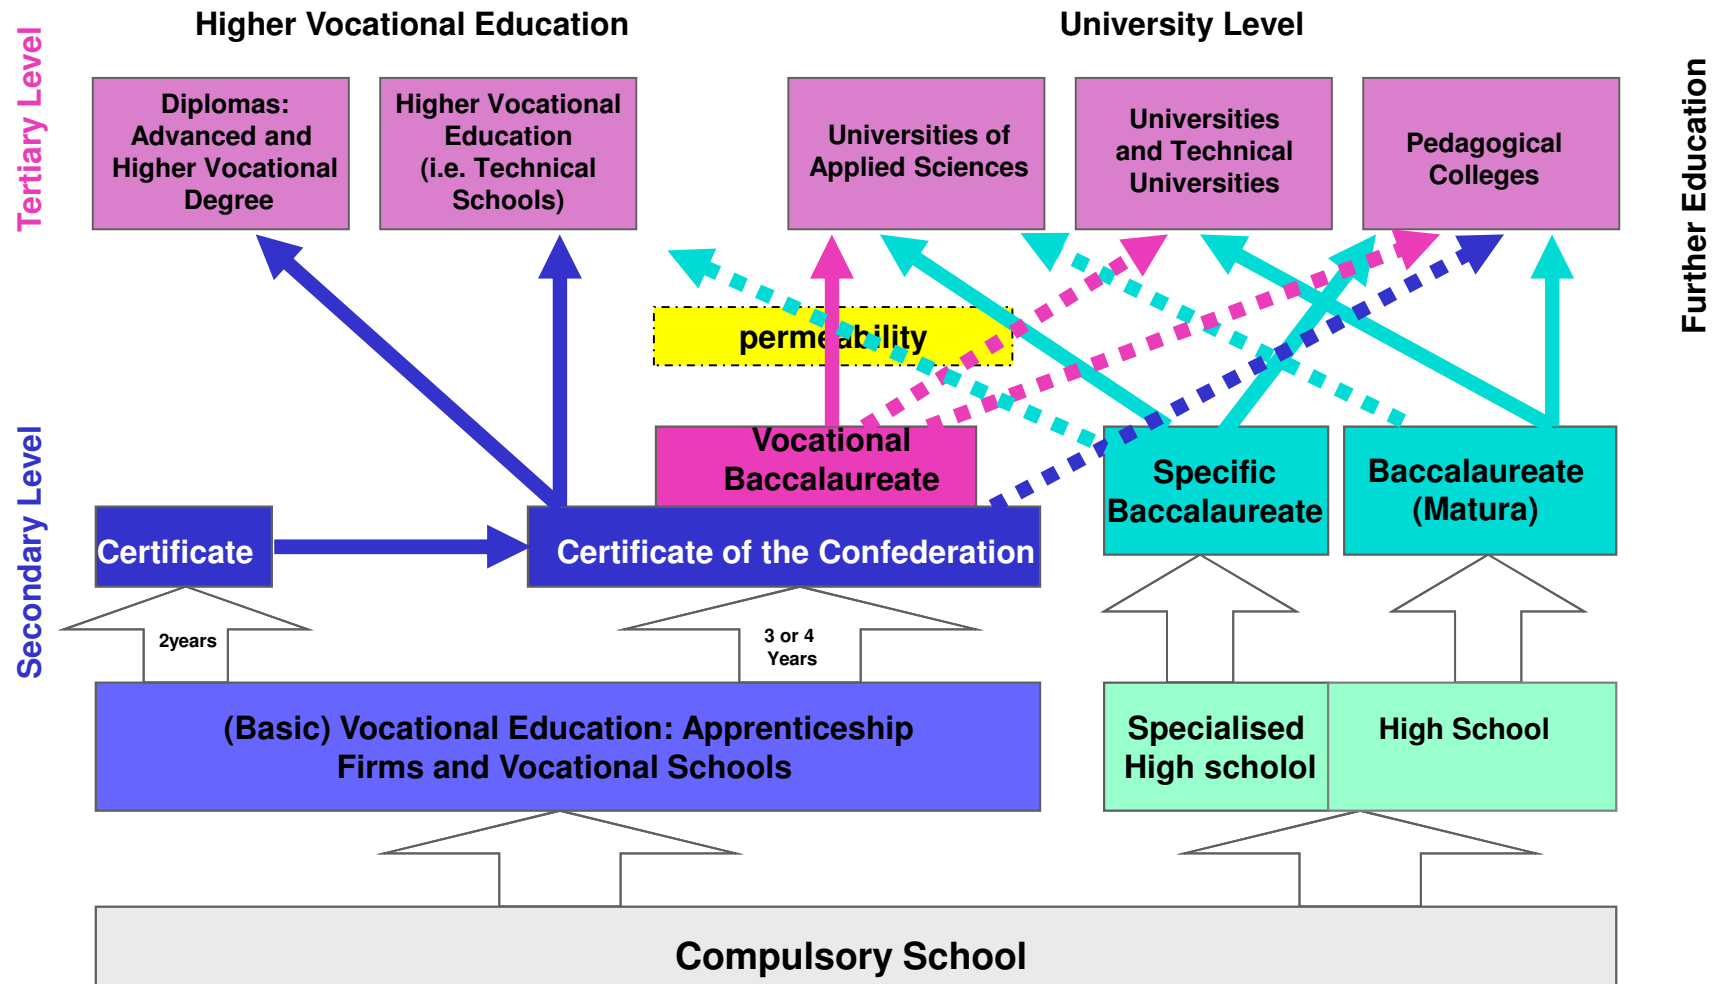 Higher Vocational Education
University Level
Tertiary Level
Diplomas:
Advanced and
Higher Vocational
Degree
Higher Vocational
Education
(i.e. Technical
Schools)
Universities of
Applied Sciences
Universities
and Technical
Universities
Pedagogical
Colleges
Further Education
permeability
Secondary Level
Vocational
Baccalaureate
Specific
Baccalaureate
Baccalaureate
(Matura)
Certificate
Certificate of the Confederation
2years
3 or 4
Years
(Basic) Vocational Education: Apprenticeship
Firms and Vocational Schools
Specialised
High scholol
High School
Compulsory School